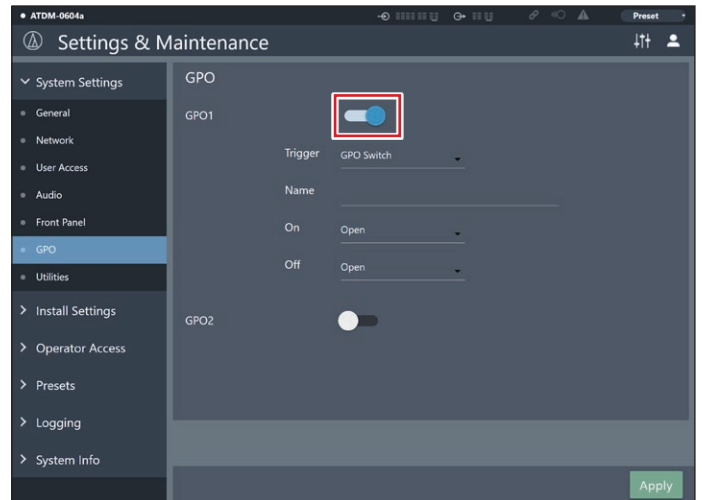 ATDM-0604a
Preset
Settings & Maintenance
System Settings
General
Network
User Access
Audio
Front Panel
GPO
Utilities
Install Settings
Operator Access
Presets
Logging
System Info
GPO
GPO1
Trigger GPO Switch
Name
On Open
Off Open
GPO2
Apply